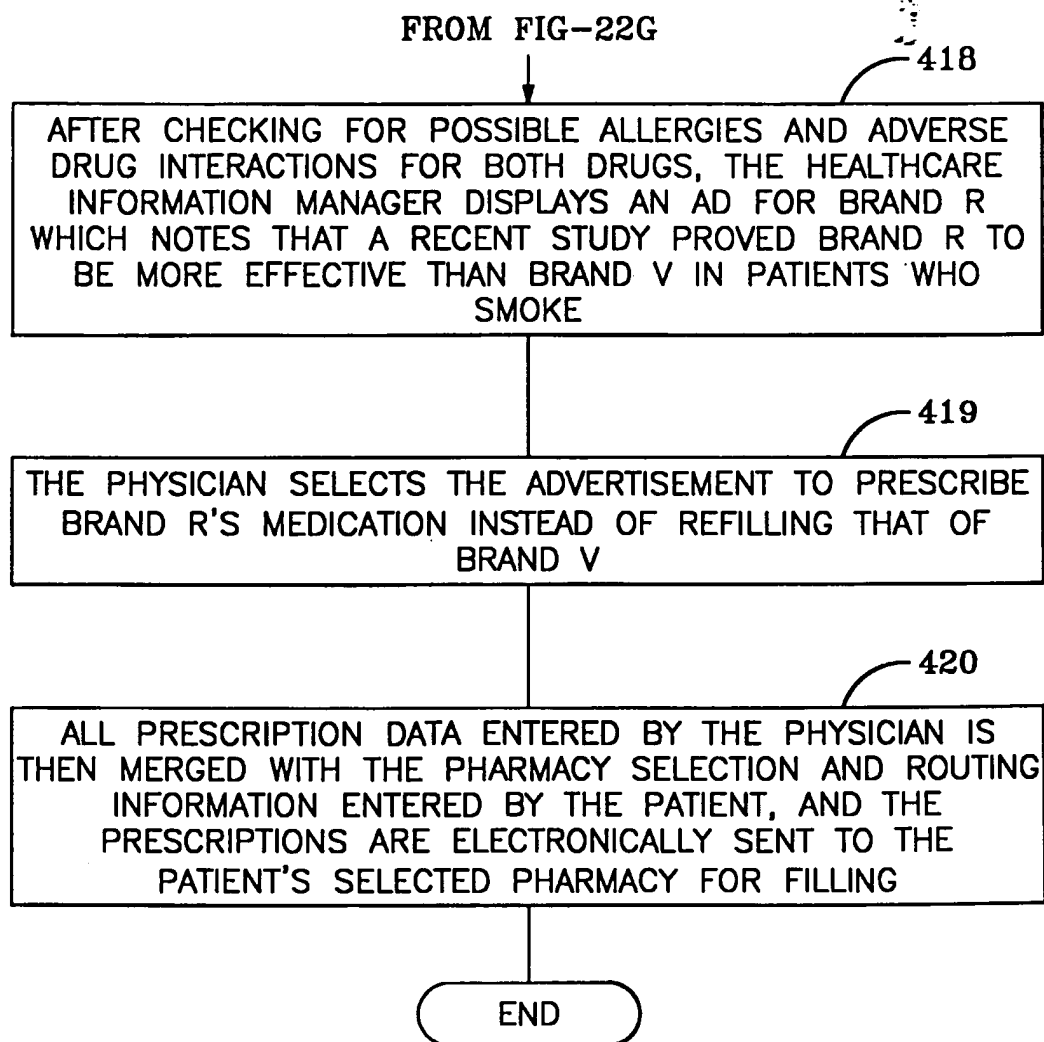 FROM FIG-22G
418
AFTER CHECKING FOR POSSIBLE ALLERGIES AND ADVERSE
DRUG INTERACTIONS FOR BOTH DRUGS, THE HEALTHCARE
INFORMATION MANAGER DISPLAYS AN AD FOR BRAND R
WHICH NOTES THAT A RECENT STUDY PROVED BRAND R TO
BE MORE EFFECTIVE THAN BRAND V IN PATIENTS WHO
SMOKE
419
THE PHYSICIAN SELECTS THE ADVERTISEMENT TO PRESCRIBE
BRAND R'S MEDICATION INSTEAD OF REFILLING THAT OF
BRAND V
420
ALL PRESCRIPTION DATA ENTERED BY THE PHYSICIAN IS
THEN MERGED WITH THE PHARMACY SELECTION AND ROUTING
INFORMATION ENTERED BY THE PATIENT, AND THE
PRESCRIPTIONS ARE ELECTRONICALLY SENT TO THE
PATIENT'S SELECTED PHARMACY FOR FILLING
END